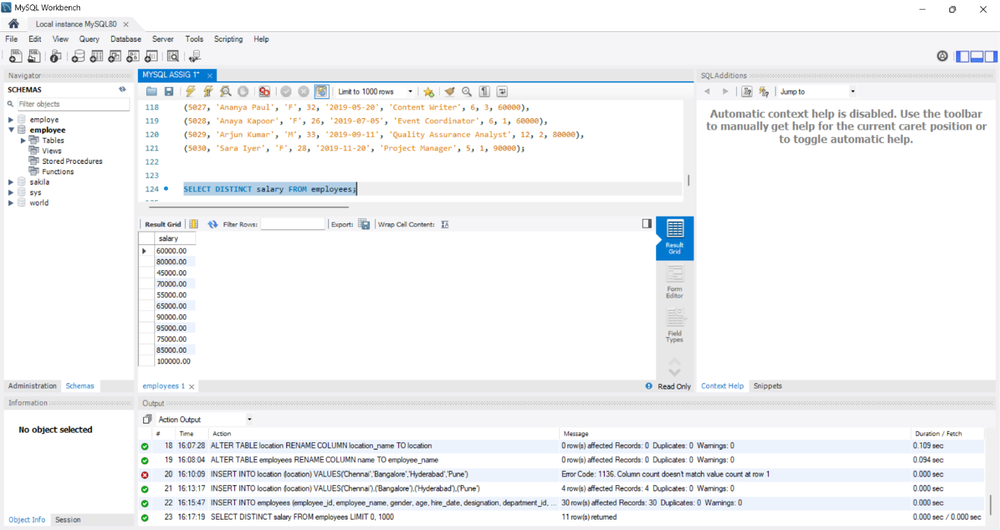 MySQL Workbench
Local instance MySQL80
File Edit View Query Database Server Tools Scripting Help
Navigator
SCHEMAS
Filter objects
employe
employee
Tables
Views
Stored Procedures
Functions
sakila
sys
world
Administration Schemas
Information
No object selected
Object Info Session
MYSQL ASSIG 1*
Limit to 1000 rows
118 (5027, 'Ananya Paul', 'F', 32, '2019-05-20', 'Content Writer', 6, 3, 60000),
119 (5028, 'Anaya Kapoor', 'F', 26, '2019-07-05', 'Event Coordinator', 6, 1, 60000),
120 (5029, 'Arjun Kumar', 'M', 33, '2019-09-11', 'Quality Assurance Analyst', 12, 2, 80000),
121 (5030, 'Sara Iyer', 'F', 28, '2019-11-20', 'Project Manager', 5, 1, 90000);
122
123
124 SELECT DISTINCT salary FROM employees;
Result Grid Filter Rows: Export: Wrap Cell Content:
salary
60000.00
80000.00
45000.00
70000.00
55000.00
65000.00
90000.00
95000.00
75000.00
85000.00
100000.00
Result
Grid
Form
Editor
Field
Types
employees 1
Read Only
SQLAdditions
Jump to
Automatic context help is disabled. Use the toolbar
to manually get help for the current caret position or
to toggle automatic help.
Context Help Snippets
Output
Action Output
# Time Action Message Duration / Fetch
18 16:07:28 ALTER TABLE location RENAME COLUMN location_name TO location 0 row(s) affected Records: 0 Duplicates: 0 Warnings: 0 0.109 sec
19 16:08:04 ALTER TABLE employees RENAME COLUMN name TO employee_name 0 row(s) affected Records: 0 Duplicates: 0 Warnings: 0 0.094 sec
20 16:10:09 INSERT INTO location (location) VALUES('Chennai','Bangalore','Hyderabad','Pune') Error Code: 1136. Column count doesn't match value count at row 1 0.000 sec
21 16:13:17 INSERT INTO location (location) VALUES('Chennai'),('Bangalore'),('Hyderabad'),('Pune') 4 row(s) affected Records: 4 Duplicates: 0 Warnings: 0 0.000 sec
22 16:15:47 INSERT INTO employees (employee_id, employee_name, gender, age, hire_date, designation, department_id, ... 30 row(s) affected Records: 30 Duplicates: 0 Warnings: 0 0.000 sec
23 16:17:19 SELECT DISTINCT salary FROM employees LIMIT 0, 1000 11 row(s) returned 0.000 sec / 0.000 sec